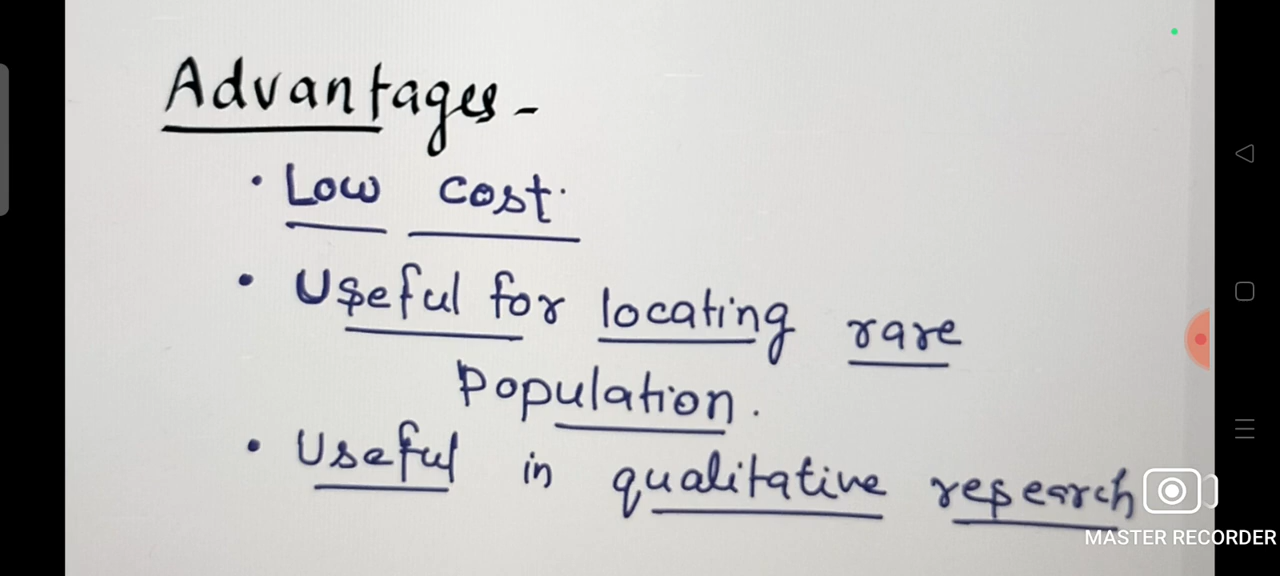 Advantages -
• Low cost.
• Useful for locating rare
Population.
• Useful in qualitative research
MASTER RECORDER